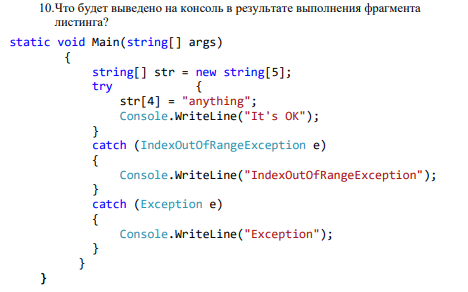 10.Что будет выведено на консоль в результате выполнения фрагмента
листинга?
static void Main(string[] args)
{
string[] str = new string[5];
try {
str[4] = "anything";
Console.WriteLine("It's OK");
}
catch (IndexOutOfRangeException e)
{
Console.WriteLine("IndexOutOfRangeException");
}
catch (Exception e)
{
Console.WriteLine("Exception");
}
}
}